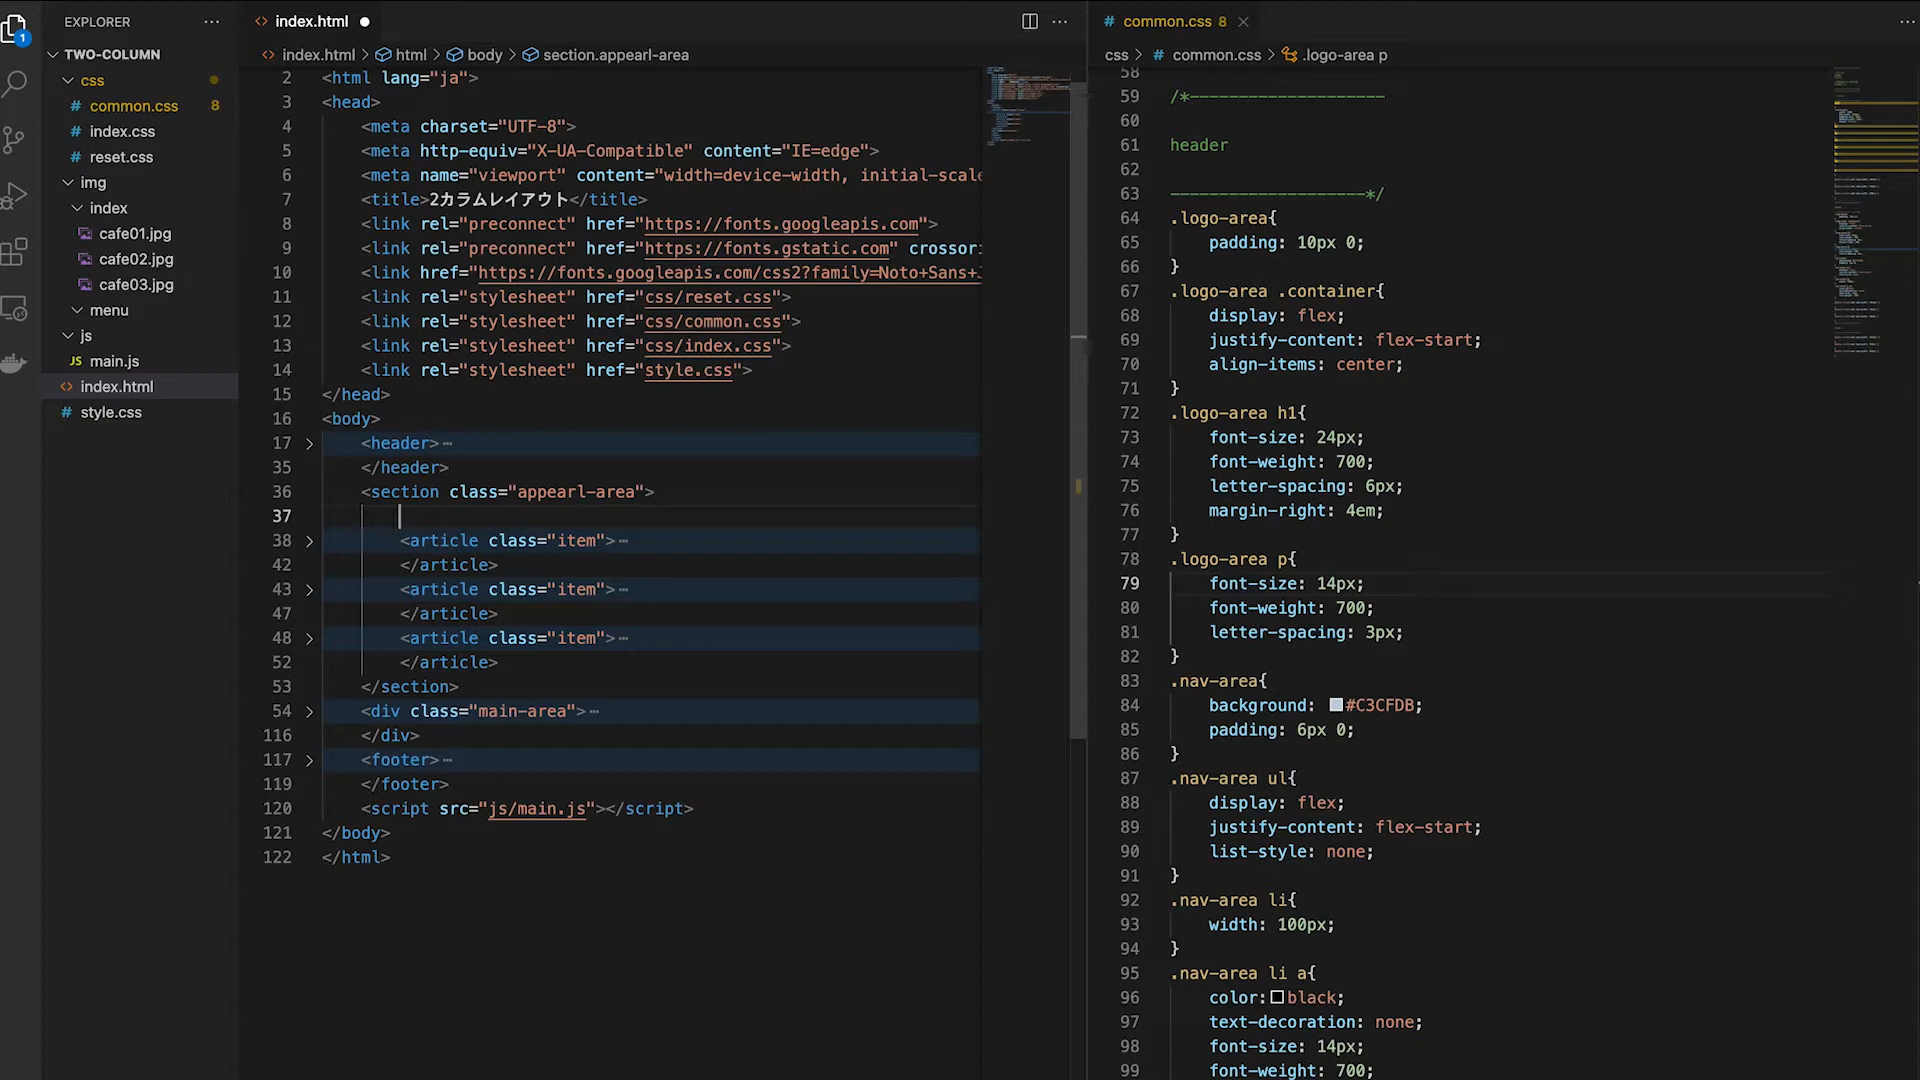 EXPLORER
TWO-COLUMN
css
common.css 8
index.css
reset.css
img
index
cafe01.jpg
cafe02.jpg
cafe03.jpg
menu
js
JS main.js
index.html
style.css
1
index.html
index.html > html > body > section.appearl-area
2 <html lang="ja">
3 <head>
4 <meta charset="UTF-8">
5 <meta http-equiv="X-UA-Compatible" content="IE=edge">
6 <meta name="viewport" content="width=device-width, initial-scale
7 <title>2カラムレイアウト</title>
8 <link rel="preconnect" href="https://fonts.googleapis.com">
9 <link rel="preconnect" href="https://fonts.gstatic.com" crossori
10 <link href="https://fonts.googleapis.com/css2?family=Noto+Sans+J
11 <link rel="stylesheet" href="css/reset.css">
12 <link rel="stylesheet" href="css/common.css">
13 <link rel="stylesheet" href="css/index.css">
14 <link rel="stylesheet" href="style.css">
15 </head>
16 <body>
17 <header>…
35 </header>
36 <section class="appearl-area">
37
38 <article class="item">…
42 </article>
43 <article class="item">…
47 </article>
48 <article class="item">…
52 </article>
53 </section>
54 <div class="main-area">…
116 </div>
117 <footer>…
119 </footer>
120 <script src="js/main.js"></script>
121 </body>
122 </html>
common.css 8
css > common.css > .logo-area p
58
59 /*--------------------
60
61 header
62
63 --------------------*/
64 .logo-area{
65 padding: 10px 0;
66 }
67 .logo-area .container{
68 display: flex;
69 justify-content: flex-start;
70 align-items: center;
71 }
72 .logo-area h1{
73 font-size: 24px;
74 font-weight: 700;
75 letter-spacing: 6px;
76 margin-right: 4em;
77 }
78 .logo-area p{
79 font-size: 14px;
80 font-weight: 700;
81 letter-spacing: 3px;
82 }
83 .nav-area{
84 background: #C3CFDB;
85 padding: 6px 0;
86 }
87 .nav-area ul{
88 display: flex;
89 justify-content: flex-start;
90 list-style: none;
91 }
92 .nav-area li{
93 width: 100px;
94 }
95 .nav-area li a{
96 color:black;
97 text-decoration: none;
98 font-size: 14px;
99 font-weight: 700;